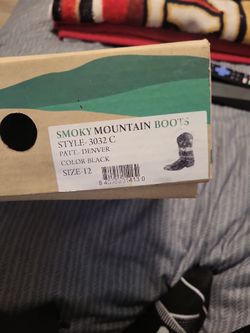 SMOKY MOUNTAIN BOOTS
STYLE- 3032 C
PATT.- DENVER
COLOR-BLACK
SIZE-12